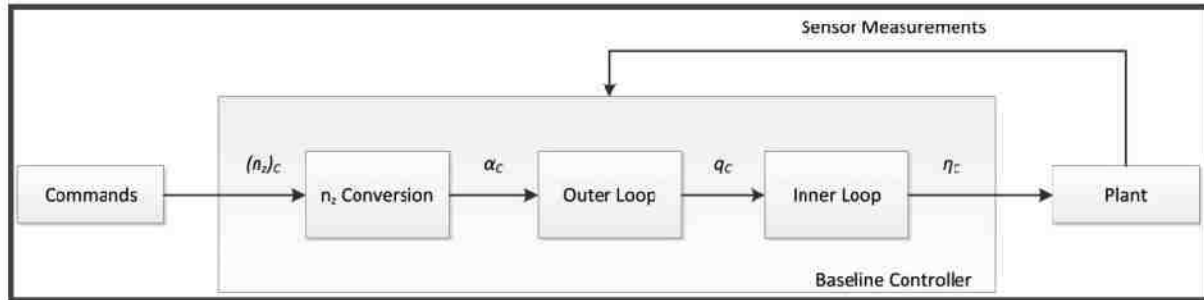 Sensor Measurements
(n_z)_C
α_C
q_C
η_C
Commands
n_z Conversion
Outer Loop
Inner Loop
Plant
Baseline Controller